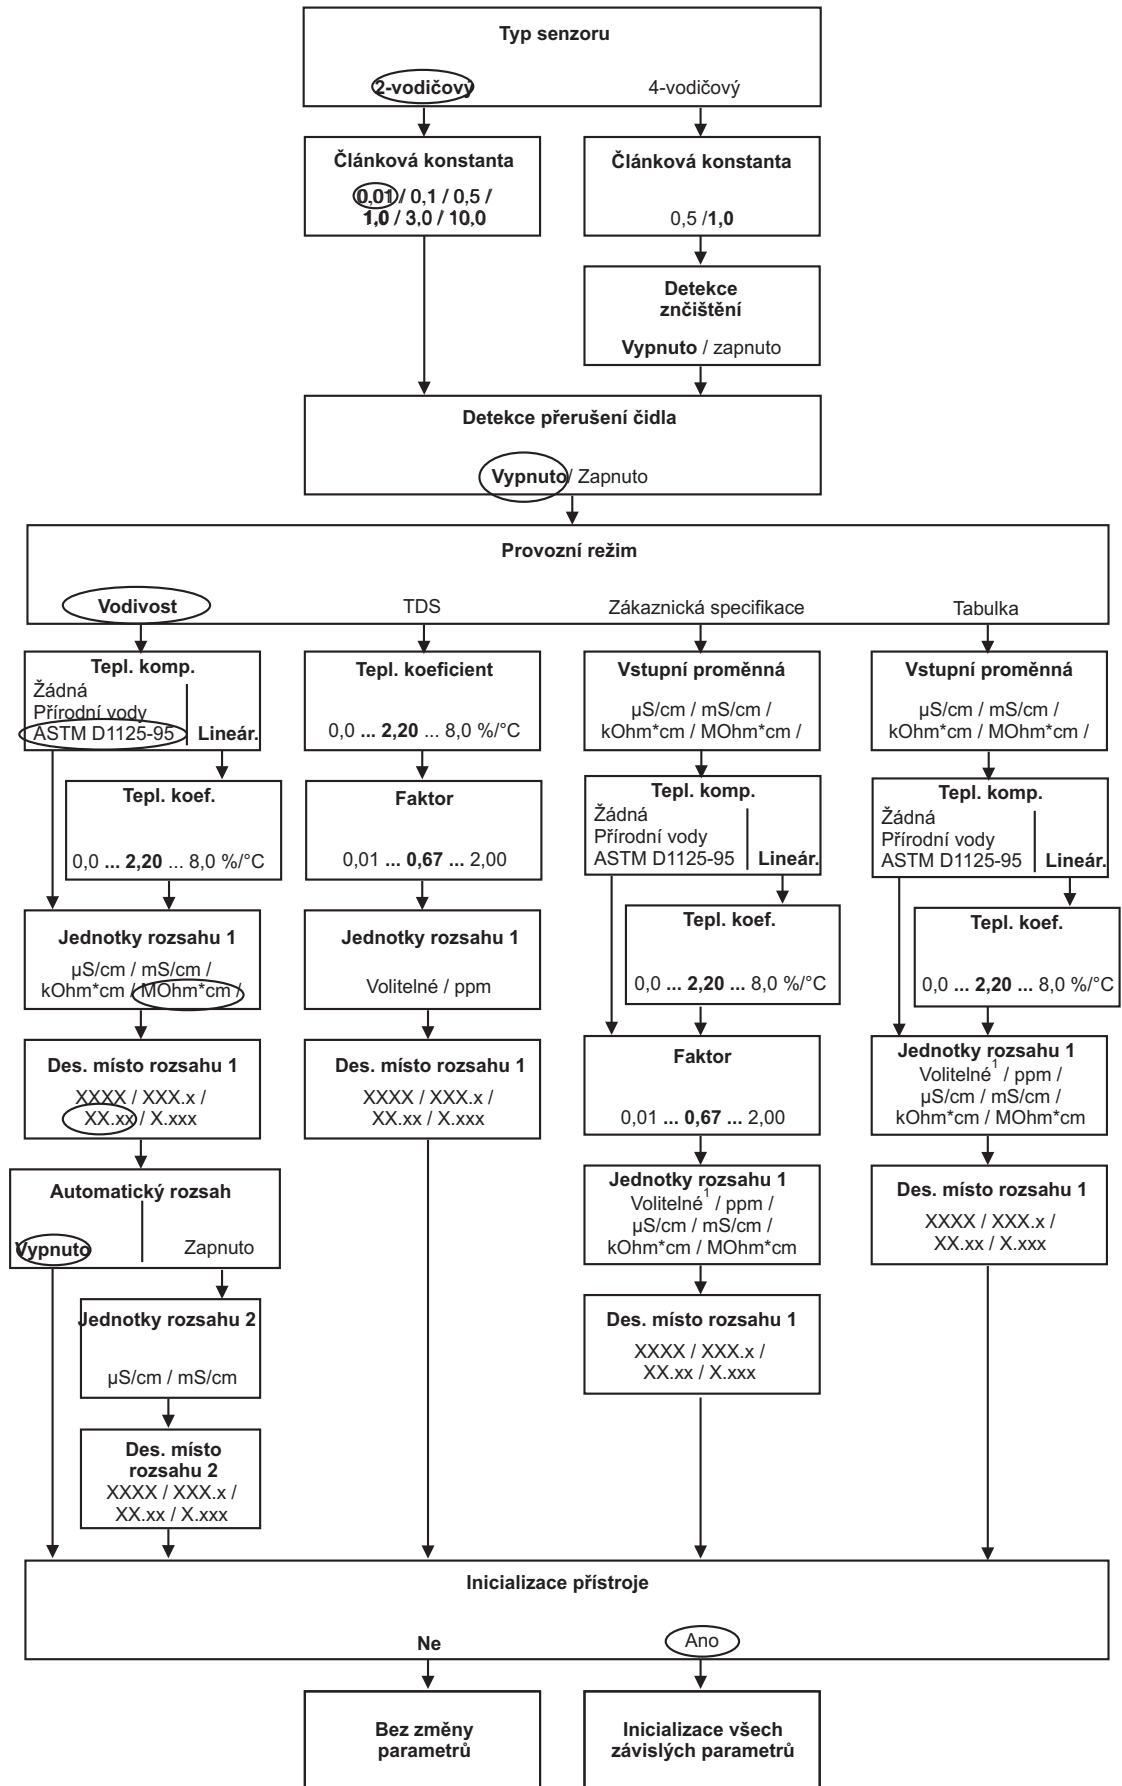 Typ senzoru
2-vodičový
4-vodičový
Článková konstanta
0,01 / 0,1 / 0,5 /
1,0 / 3,0 / 10,0
Článková konstanta
0,5 /1,0
Detekce
znčištění
Vypnuto / zapnuto
Detekce přerušení čidla
Vypnuto/ Zapnuto
Provozní režim
Vodivost
TDS
Zákaznická specifikace
Tabulka
Tepl. komp.
Žádná
Přírodní vody
ASTM D1125-95
Lineár.
Tepl. koef.
0,0 ... 2,20 ... 8,0 %/°C
Jednotky rozsahu 1
µS/cm / mS/cm /
kOhm*cm / MOhm*cm /
Des. místo rozsahu 1
XXXX / XXX.x /
XX.xx / X.xxx
Automatický rozsah
Vypnuto
Zapnuto
Jednotky rozsahu 2
µS/cm / mS/cm
Des. místo
rozsahu 2
XXXX / XXX.x /
XX.xx / X.xxx
Tepl. koeficient
0,0 ... 2,20 ... 8,0 %/°C
Faktor
0,01 ... 0,67 ... 2,00
Jednotky rozsahu 1
Volitelné / ppm
Des. místo rozsahu 1
XXXX / XXX.x /
XX.xx / X.xxx
Vstupní proměnná
µS/cm / mS/cm /
kOhm*cm / MOhm*cm /
Tepl. komp.
Žádná
Přírodní vody
ASTM D1125-95
Lineár.
Tepl. koef.
0,0 ... 2,20 ... 8,0 %/°C
Faktor
0,01 ... 0,67 ... 2,00
Jednotky rozsahu 1
Volitelné¹ / ppm /
µS/cm / mS/cm /
kOhm*cm / MOhm*cm
Des. místo rozsahu 1
XXXX / XXX.x /
XX.xx / X.xxx
Vstupní proměnná
µS/cm / mS/cm /
kOhm*cm / MOhm*cm /
Tepl. komp.
Žádná
Přírodní vody
ASTM D1125-95
Lineár.
Tepl. koef.
0,0 ... 2,20 ... 8,0 %/°C
Jednotky rozsahu 1
Volitelné¹ / ppm /
µS/cm / mS/cm /
kOhm*cm / MOhm*cm
Des. místo rozsahu 1
XXXX / XXX.x /
XX.xx / X.xxx
Inicializace přístroje
Ne
Ano
Bez změny
parametrů
Inicializace všech
závislých parametrů